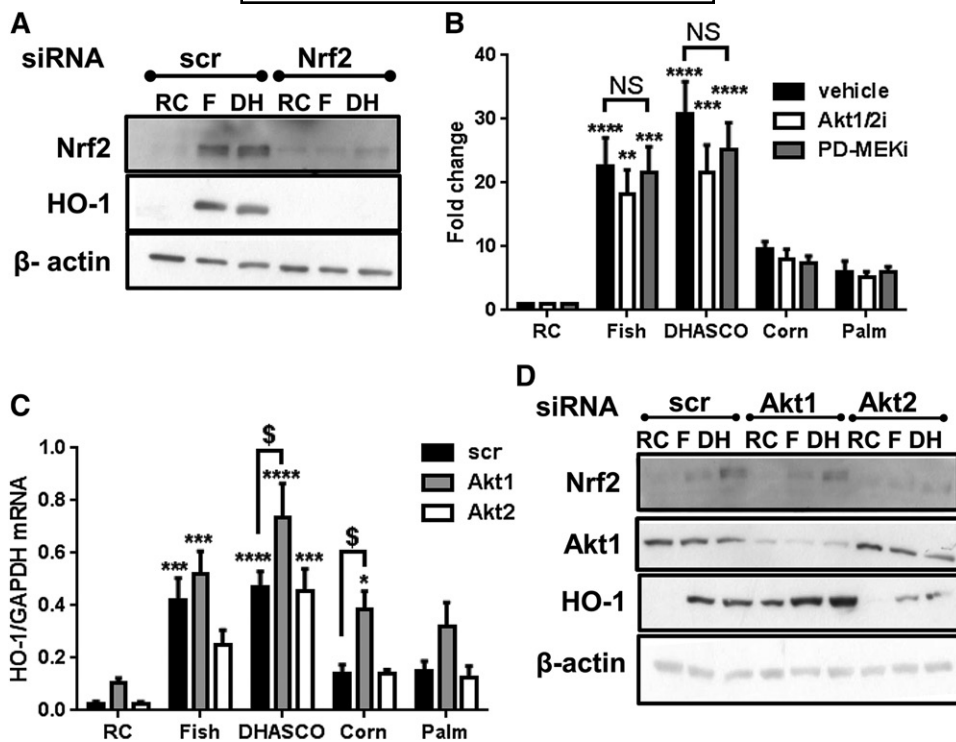 A
siRNA scr Nrf2
RC F DH RC F DH
Nrf2
HO-1
β- actin
B
Fold change
40
30
20
10
0
NS NS
**** ** ***
**** *** ****
vehicle
Akt1/2i
PD-MEKi
RC Fish DHASCO Corn Palm
C
HO-1/GAPDH mRNA
1.0
0.8
0.6
0.4
0.2
0.0
*** ***
$
**** **** ***
$
*
scr
Akt1
Akt2
RC Fish DHASCO Corn Palm
D
siRNA scr Akt1 Akt2
RC F DH RC F DH RC F DH
Nrf2
Akt1
HO-1
β-actin